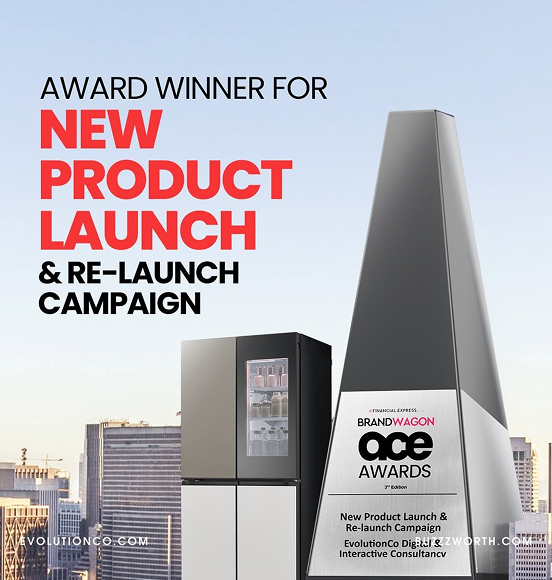 AWARD WINNER FOR
NEW
PRODUCT
LAUNCH
& RE-LAUNCH
CAMPAIGN
FINANCIAL EXPRESS
BRANDWAGON
ace
AWARDS
3rd Edition
New Product Launch &
Re-launch Campaign
EvolutionCo Digital &
Interactive Consultancy
EVOLUTIONCO.COM
BUZZWORTH.COM